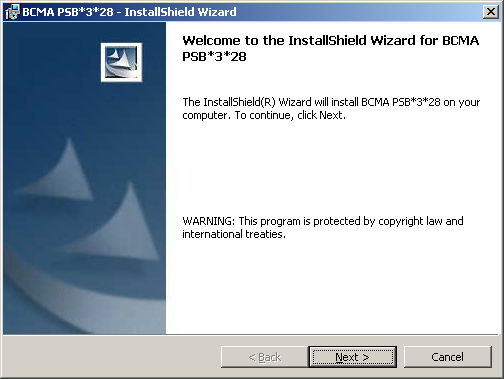 BCMA PSB*3*28 - InstallShield Wizard
Welcome to the InstallShield Wizard for BCMA
PSB*3*28
The InstallShield(R) Wizard will install BCMA PSB*3*28 on your
computer. To continue, click Next.
WARNING: This program is protected by copyright law and
international treaties.
< Back Next > Cancel